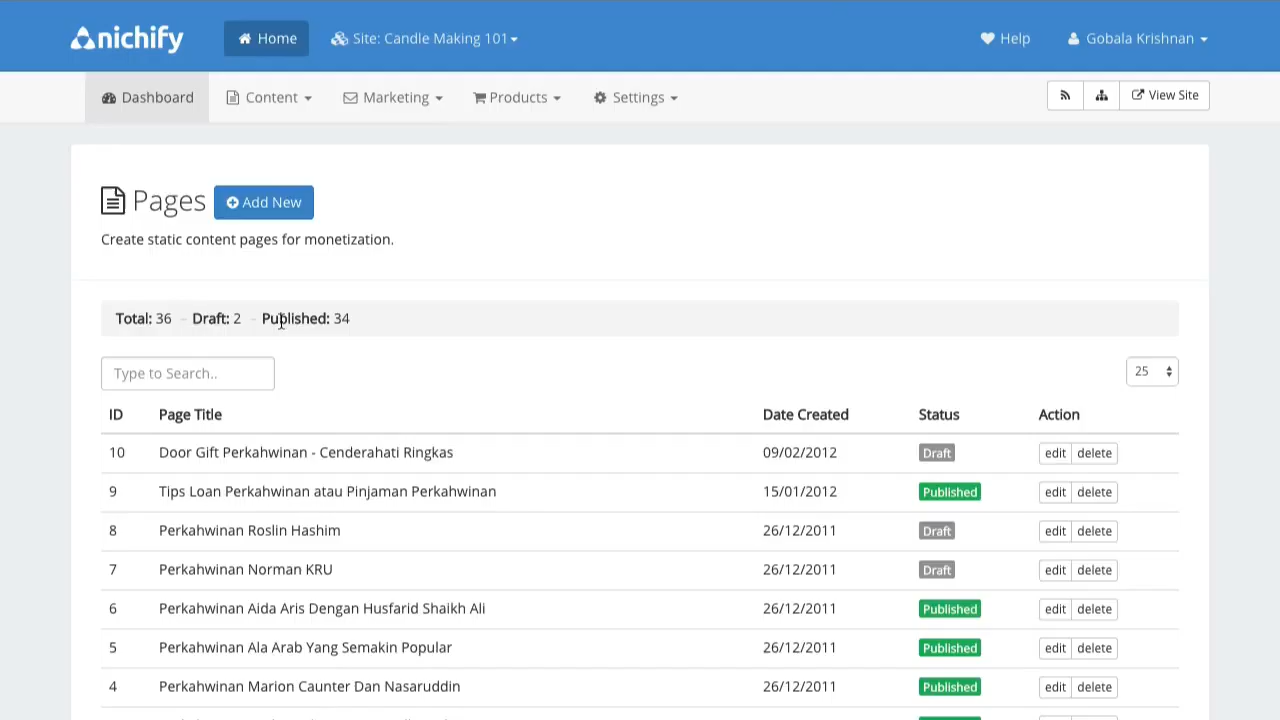 nichify Home Site: Candle Making 101 Help Gobala Krishnan
Dashboard Content Marketing Products Settings View Site
Pages Add New
Create static content pages for monetization.
Total: 36 - Draft: 2 - Published: 34
Type to Search.. 25
ID Page Title Date Created Status Action
10 Door Gift Perkahwinan - Cenderahati Ringkas 09/02/2012 Draft edit delete
9 Tips Loan Perkahwinan atau Pinjaman Perkahwinan 15/01/2012 Published edit delete
8 Perkahwinan Roslin Hashim 26/12/2011 Draft edit delete
7 Perkahwinan Norman KRU 26/12/2011 Draft edit delete
6 Perkahwinan Aida Aris Dengan Husfarid Shaikh Ali 26/12/2011 Published edit delete
5 Perkahwinan Ala Arab Yang Semakin Popular 26/12/2011 Published edit delete
4 Perkahwinan Marion Caunter Dan Nasaruddin 26/12/2011 Published edit delete